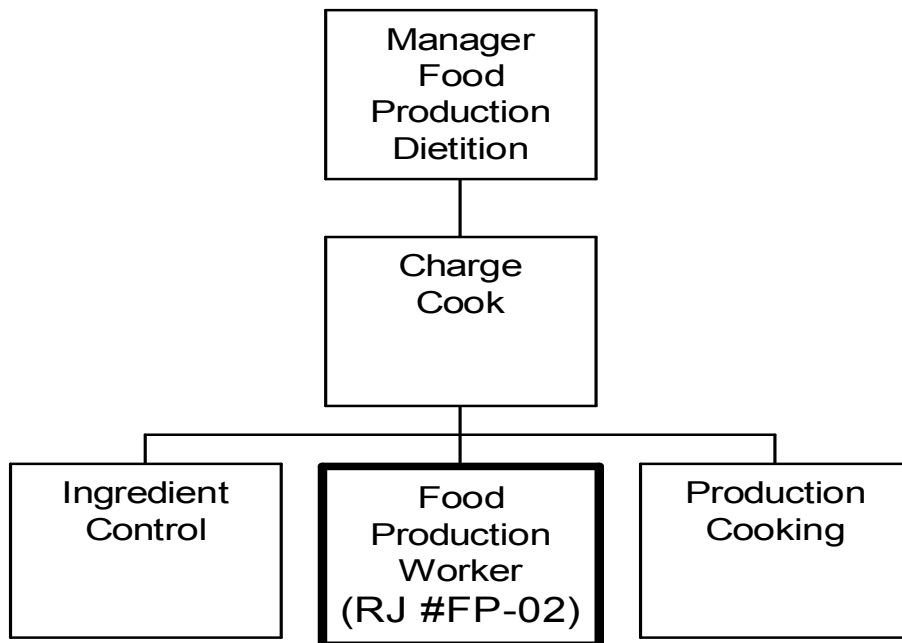 Manager
Food
Production
Dietition
Charge
Cook
Ingredient
Control
Food
Production
Worker
(RJ #FP-02)
Production
Cooking